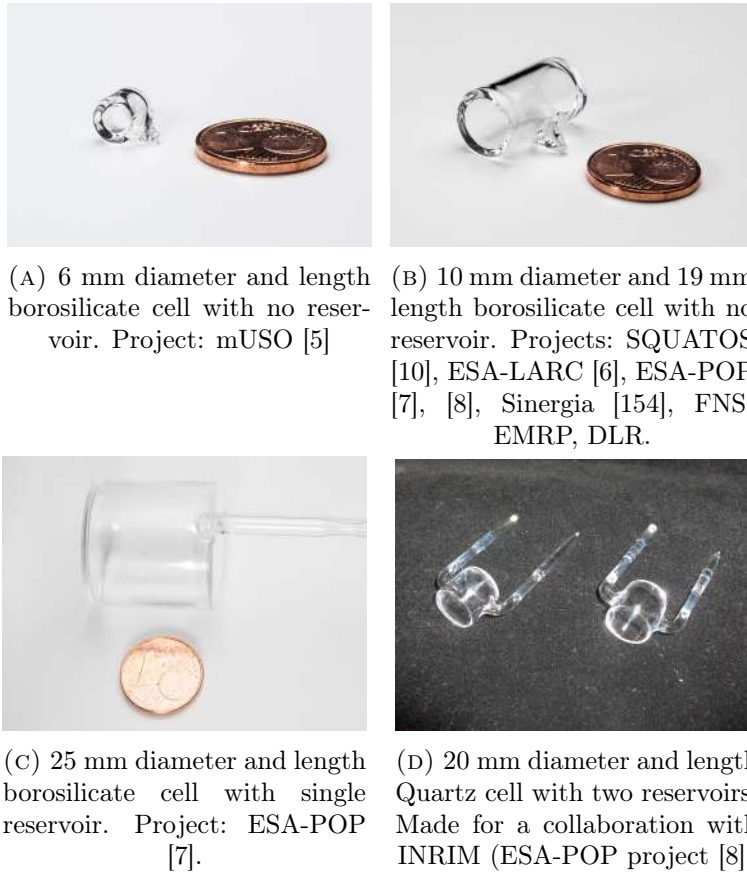 (A) 6 mm diameter and length
borosilicate cell with no reser-
voir. Project: mUSO [5]
(B) 10 mm diameter and 19 mm
length borosilicate cell with no
reservoir. Projects: SQUATOS
[10], ESA-LARC [6], ESA-POP
[7], [8], Sinergia [154], FNS
EMRP, DLR.
1
(C) 25 mm diameter and length
borosilicate cell with single
reservoir. Project: ESA-POP
[7].
(D) 20 mm diameter and length
Quartz cell with two reservoirs
Made for a collaboration with
INRIM (ESA-POP project [8]